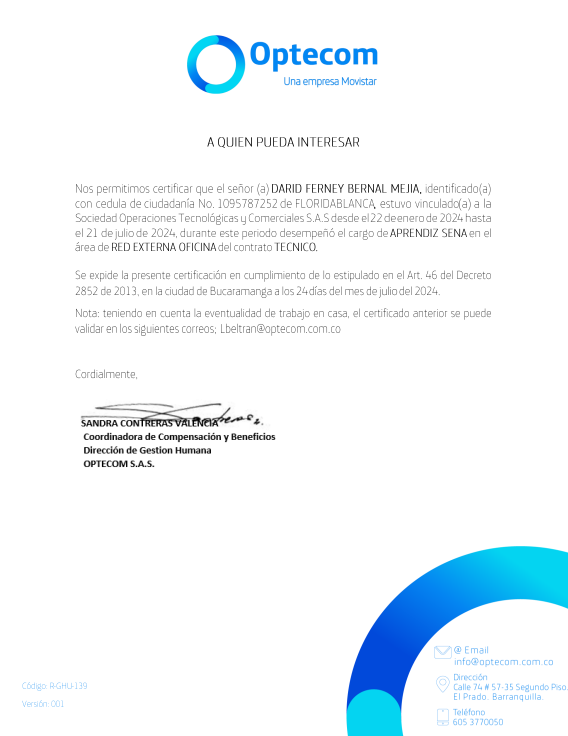 Optecom
Una empresa Movistar
A QUIEN PUEDA INTERESAR
Nos permitimos certificar que el señor (a) DARID FERNEY BERNAL MEJIA, identificado(a)
con cedula de ciudadanía No. 1095787252 de FLORIDABLANCA, estuvo vinculado(a) a la
Sociedad Operaciones Tecnológicas y Comerciales S.A.S desde el 22 de enero de 2024 hasta
el 21 de julio de 2024, durante este periodo desempeñó el cargo de APRENDIZ SENA en el
área de RED EXTERNA OFICINA del contrato TECNICO.
Se expide la presente certificación en cumplimiento de lo estipulado en el Art. 46 del Decreto
2852 de 2013, en la ciudad de Bucaramanga a los 24 días del mes de julio del 2024.
Nota: teniendo en cuenta la eventualidad de trabajo en casa, el certificado anterior se puede
validar en los siguientes correos; Lbeltran@optecom.com.co
Cordialmente,
SANDRA CONTRERAS VALENCIA
Coordinadora de Compensación y Beneficios
Dirección de Gestion Humana
OPTECOM S.A.S.
@ Email
info@optecom.com.co
Dirección
Calle 74 # 57-35 Segundo Piso.
El Prado. Barranquilla.
Teléfono
605 3770050
Código: R-GHU-139
Versión: 001